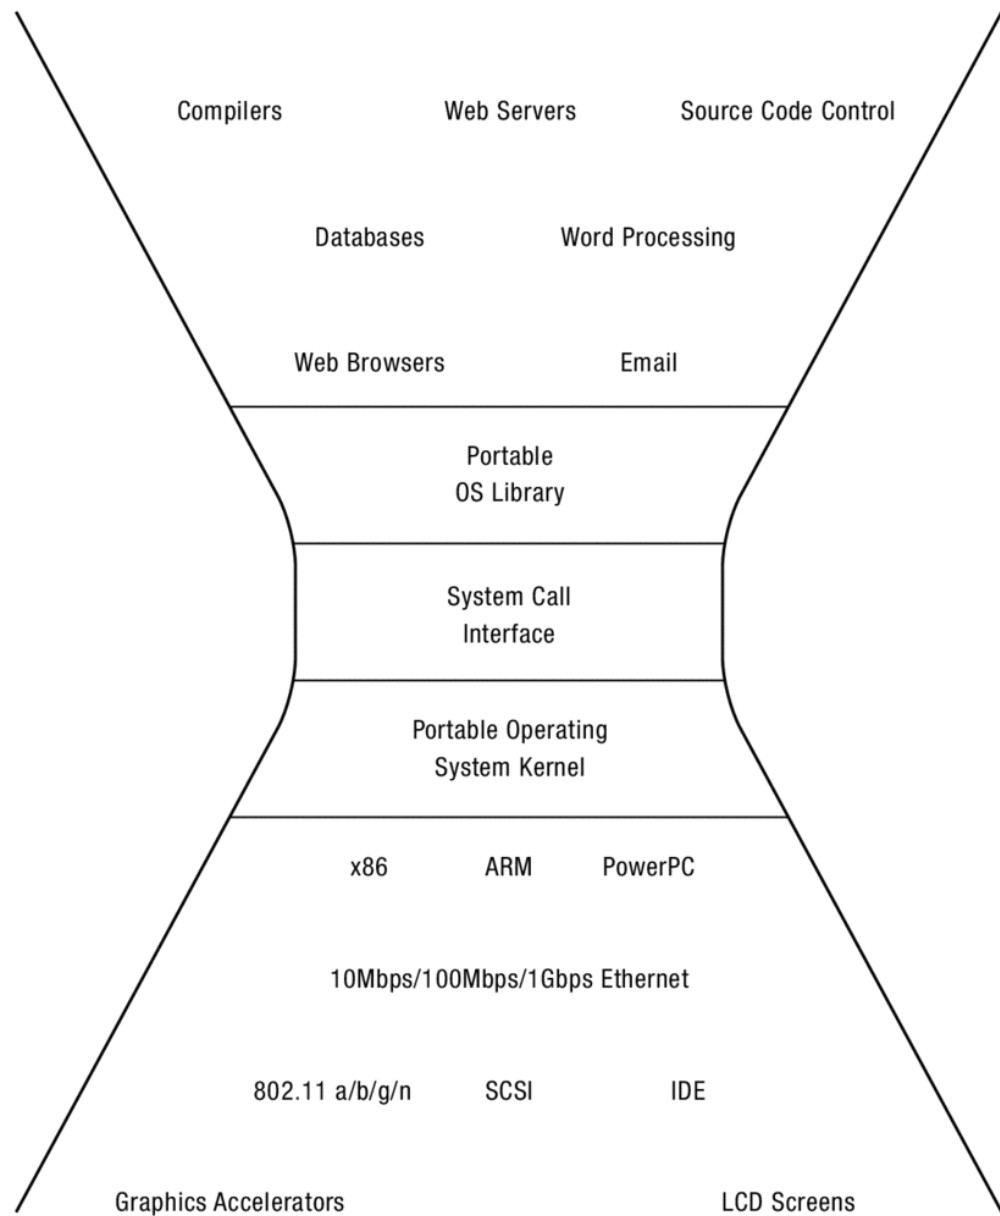 Compilers Web Servers Source Code Control
Databases Word Processing
Web Browsers Email
Portable
OS Library
System Call
Interface
Portable Operating
System Kernel
x86 ARM PowerPC
10Mbps/100Mbps/1Gbps Ethernet
802.11 a/b/g/n SCSI IDE
Graphics Accelerators LCD Screens